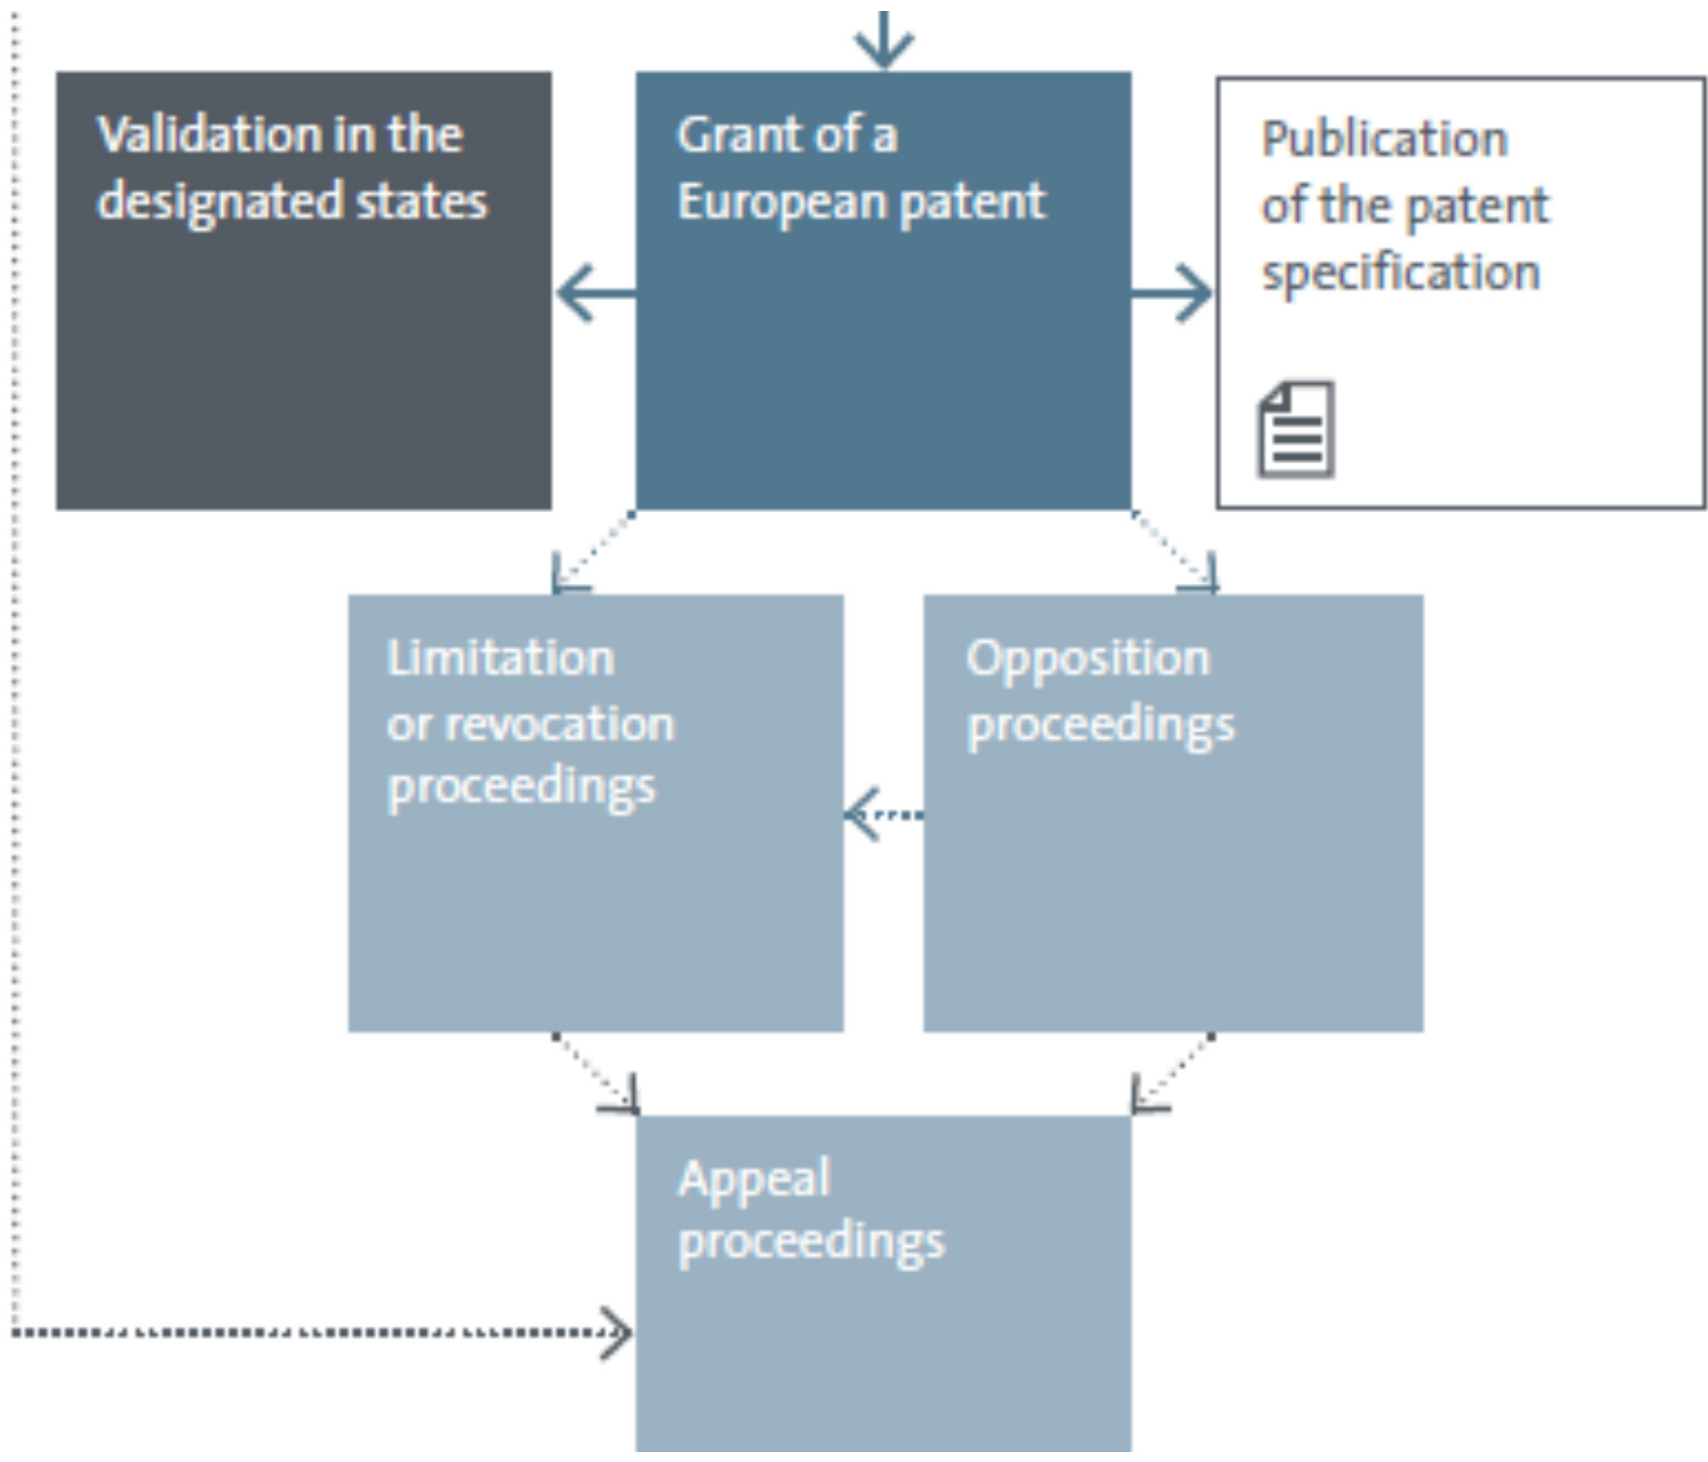 Validation in the
designated states
Grant of a
European patent
Publication
of the patent
specification
Limitation
or revocation
proceedings
Opposition
proceedings
Appeal
proceedings